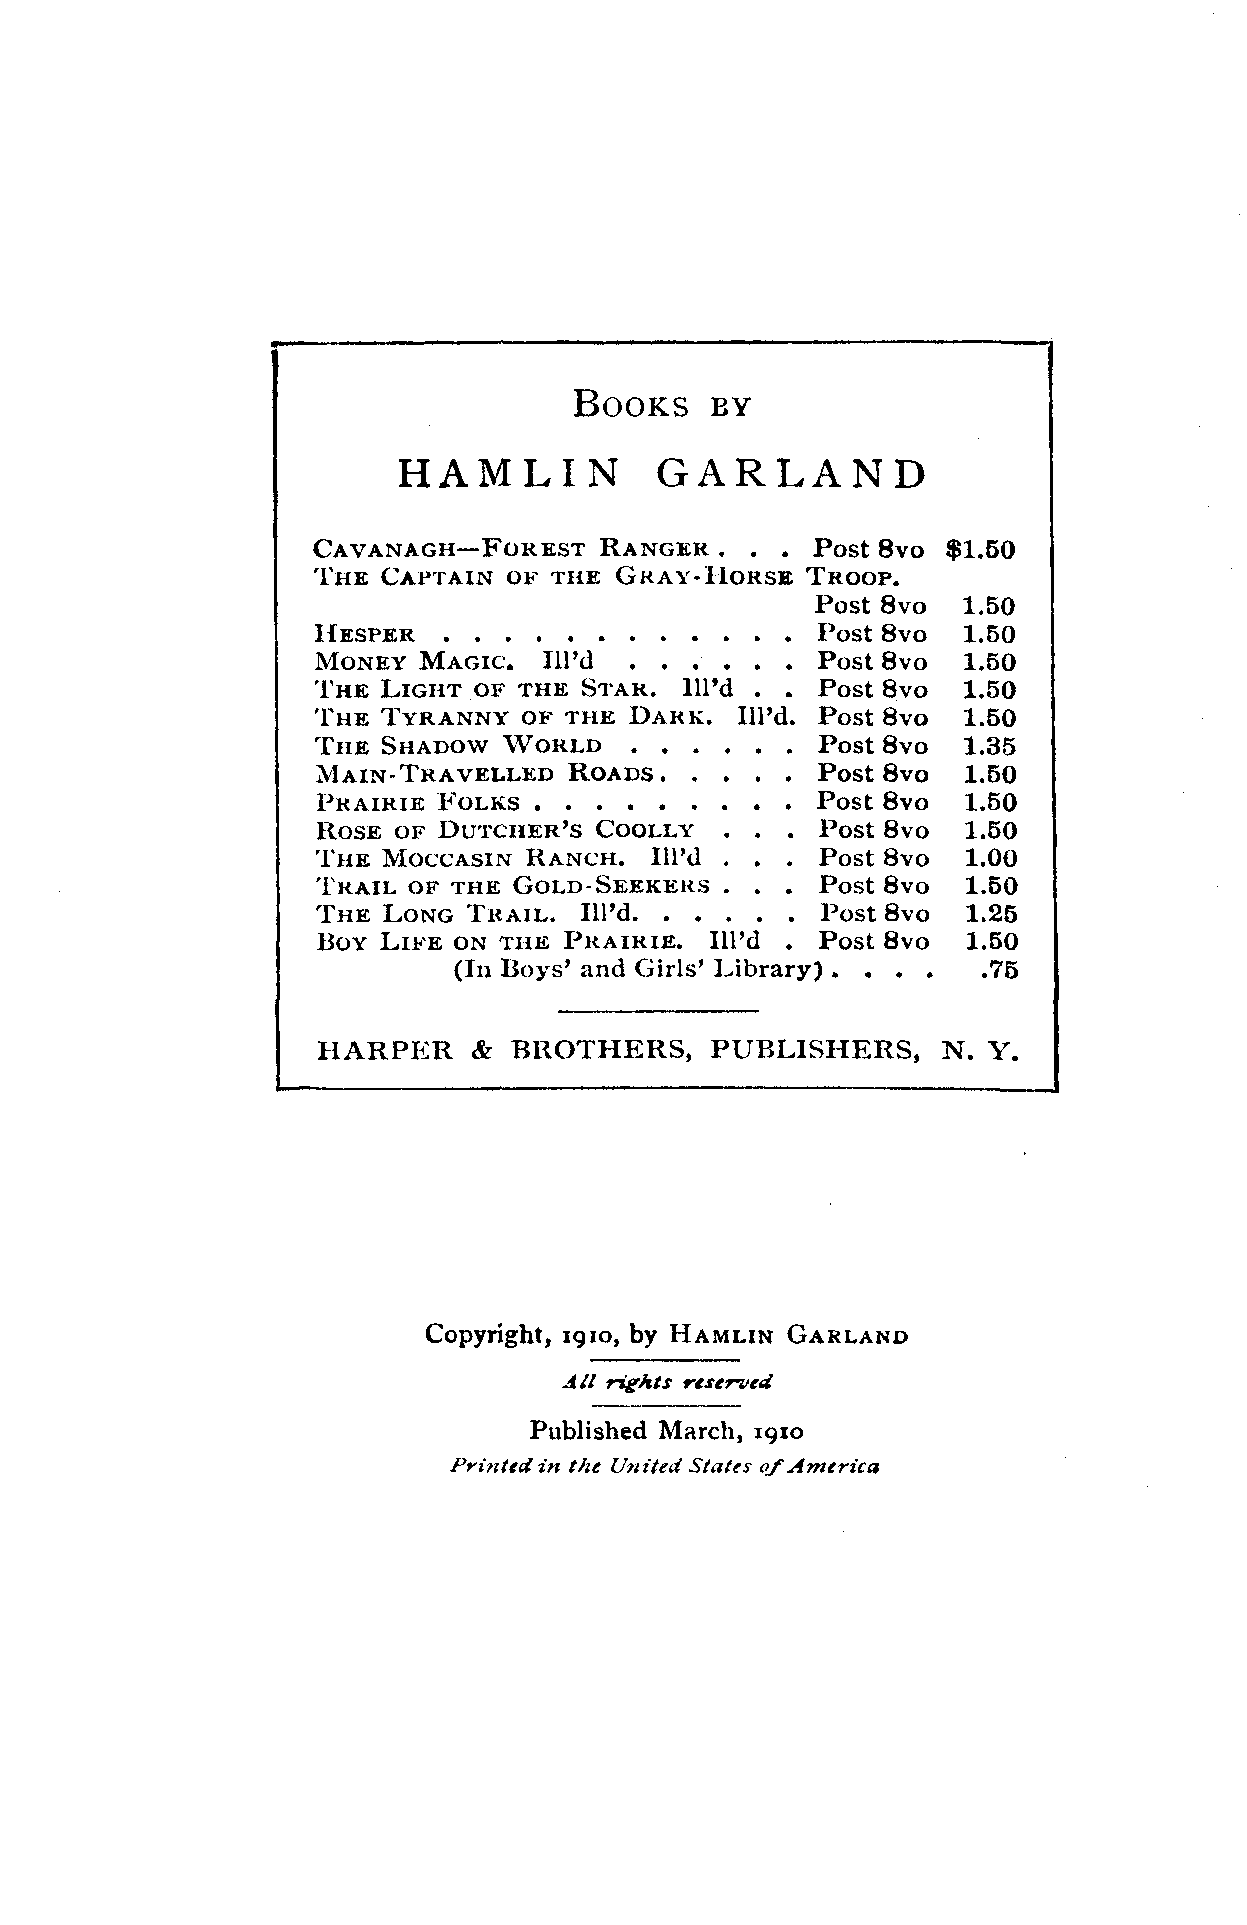 BOOKS BY
HAMLIN GARLAND
CAVANAGH—FOREST RANGER . . . Post 8vo $1.50
THE CAPTAIN OF THE GRAY-HORSE TROOP.
Post 8vo 1.50
HESPER . . . . . . . . . . . . Post 8vo 1.50
MONEY MAGIC. Ill'd . . . . . . Post 8vo 1.50
THE LIGHT OF THE STAR. Ill'd . . Post 8vo 1.50
THE TYRANNY OF THE DARK. Ill'd. Post 8vo 1.50
THE SHADOW WORLD . . . . . . Post 8vo 1.35
MAIN-TRAVELLED ROADS. . . . . Post 8vo 1.50
PRAIRIE FOLKS . . . . . . . . . Post 8vo 1.50
ROSE OF DUTCHER'S COOLLY . . . Post 8vo 1.50
THE MOCCASIN RANCH. Ill'd . . . Post 8vo 1.00
TRAIL OF THE GOLD-SEEKERS . . . Post 8vo 1.50
THE LONG TRAIL. Ill'd. . . . . . Post 8vo 1.25
BOY LIFE ON THE PRAIRIE. Ill'd . Post 8vo 1.50
(In Boys' and Girls' Library) . . . . .75
HARPER & BROTHERS, PUBLISHERS, N. Y.
Copyright, 1910, by HAMLIN GARLAND
All rights reserved
Published March, 1910
Printed in the United States of America